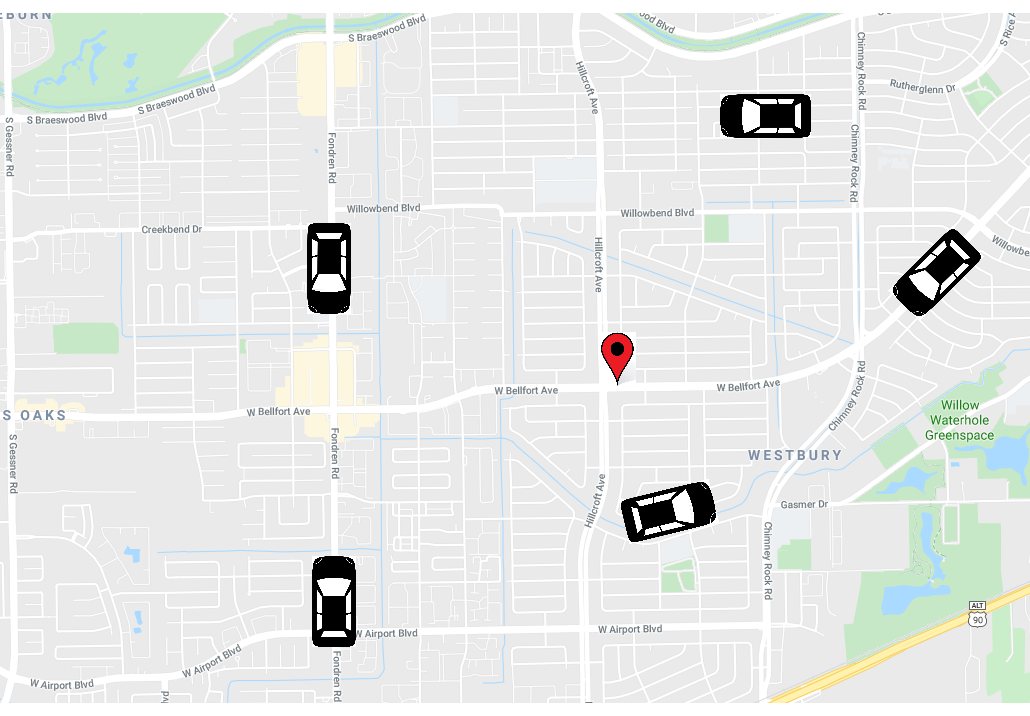 EBURN
S Braeswood Blvd
wood Blvd
S Rice A
S Gessner Rd
S Braeswood Blvd
S Braeswood Blvd
Fondren Rd
Hillcroft Ave
Chimney Rock Rd
Rutherglenn Dr
Chimney Rock Rd
Creekbend Dr
Willowbend Blvd
Willowbend Blvd
Willowbe
Hillcroft Ave
S OAKS
W Bellfort Ave
W Bellfort Ave
W Bellfort Ave
Chimney Rock Rd
Willow
Waterhole
Greenspace
S Gessner Rd
Fondren Rd
Hillcroft Ave
WESTBURY
Gasmer Dr
Chimney Rock Rd
W Airport Blvd
W Airport Blvd
W Airport Blvd
W Airport Blvd
Fondren Rd
ALT
90